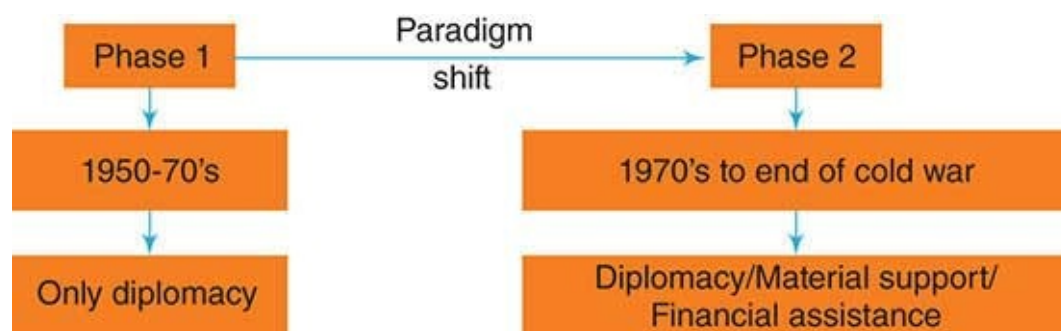 Phase 1
Paradigm
shift
Phase 2
1950-70's
1970's to end of cold war
Only diplomacy
Diplomacy/Material support/
Financial assistance